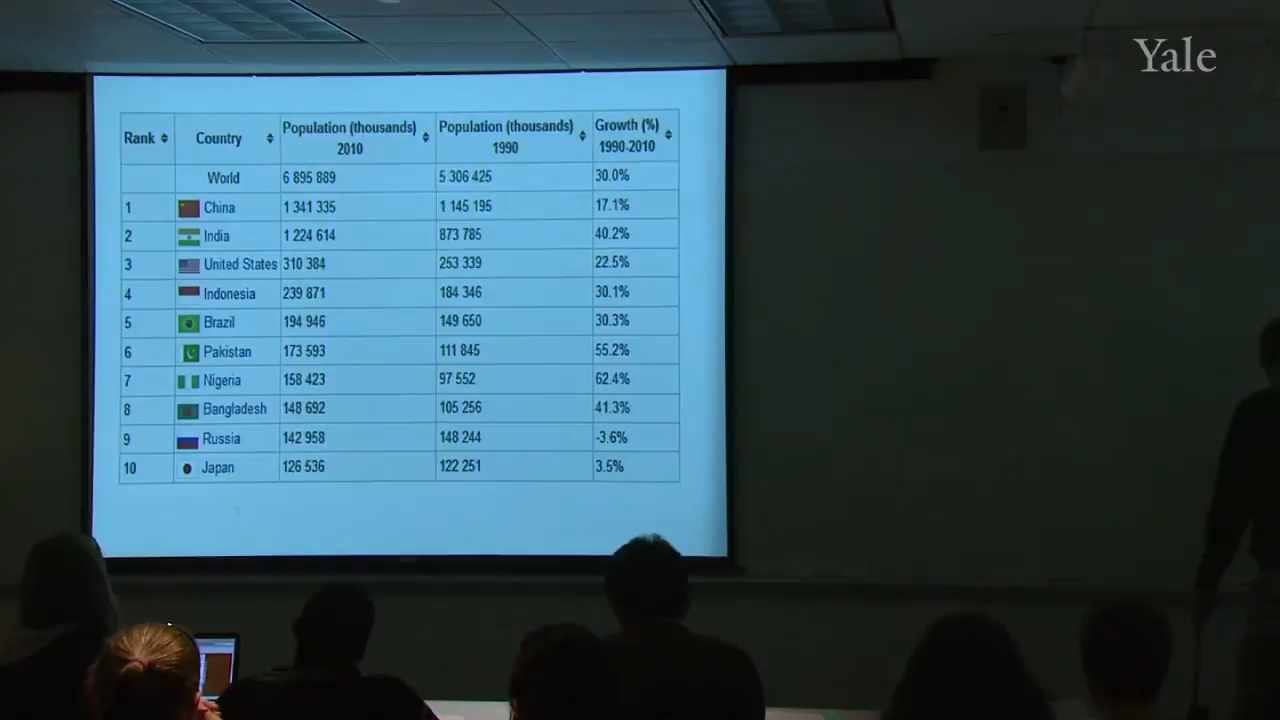 Yale
Rank Country Population (thousands) 2010 Population (thousands) 1990 Growth (%) 1990-2010
World 6 895 889 5 306 425 30.0%
1 China 1 341 335 1 145 195 17.1%
2 India 1 224 614 873 785 40.2%
3 United States 310 384 253 339 22.5%
4 Indonesia 239 871 184 346 30.1%
5 Brazil 194 946 149 650 30.3%
6 Pakistan 173 593 111 845 55.2%
7 Nigeria 158 423 97 552 62.4%
8 Bangladesh 148 692 105 256 41.3%
9 Russia 142 958 148 244 -3.6%
10 Japan 126 536 122 251 3.5%